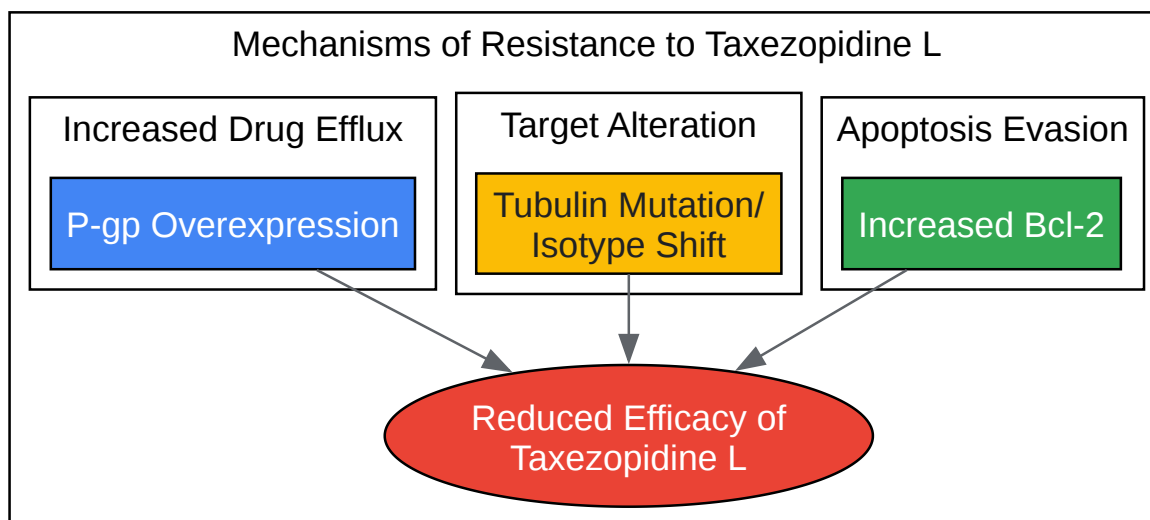 Mechanisms of Resistance to Taxezopidine L
Increased Drug Efflux
P-gp Overexpression
Target Alteration
Tubulin Mutation/
Isotype Shift
Apoptosis Evasion
Increased Bcl-2
Reduced Efficacy of
Taxezopidine L